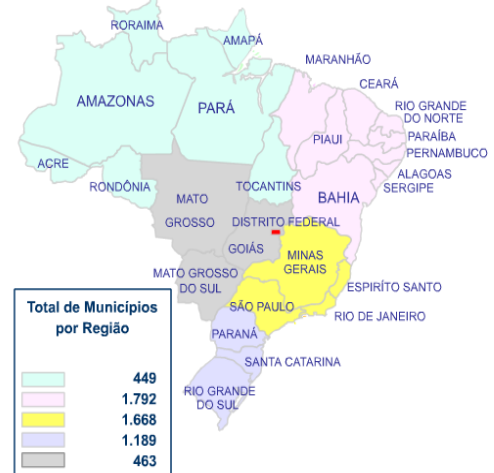 RORAIMA
AMAPÁ
MARANHÃO
CEARÁ
AMAZONAS
PARÁ
RIO GRANDE
DO NORTE
PIAUI
PARAÍBA
PERNAMBUCO
ACRE
ALAGOAS
RONDÔNIA
TOCANTINS
SERGIPE
MATO
GROSSO
BAHIA
DISTRITO FEDERAL
GOIÁS
MINAS
GERAIS
MATO GROSSO
DO SUL
ESPIRÍTO SANTO
SÃO PAULO
RIO DE JANEIRO
PARANÁ
SANTA CATARINA
RIO GRANDE
DO SUL
Total de Municípios
por Região
449
1.792
1.668
1.189
463